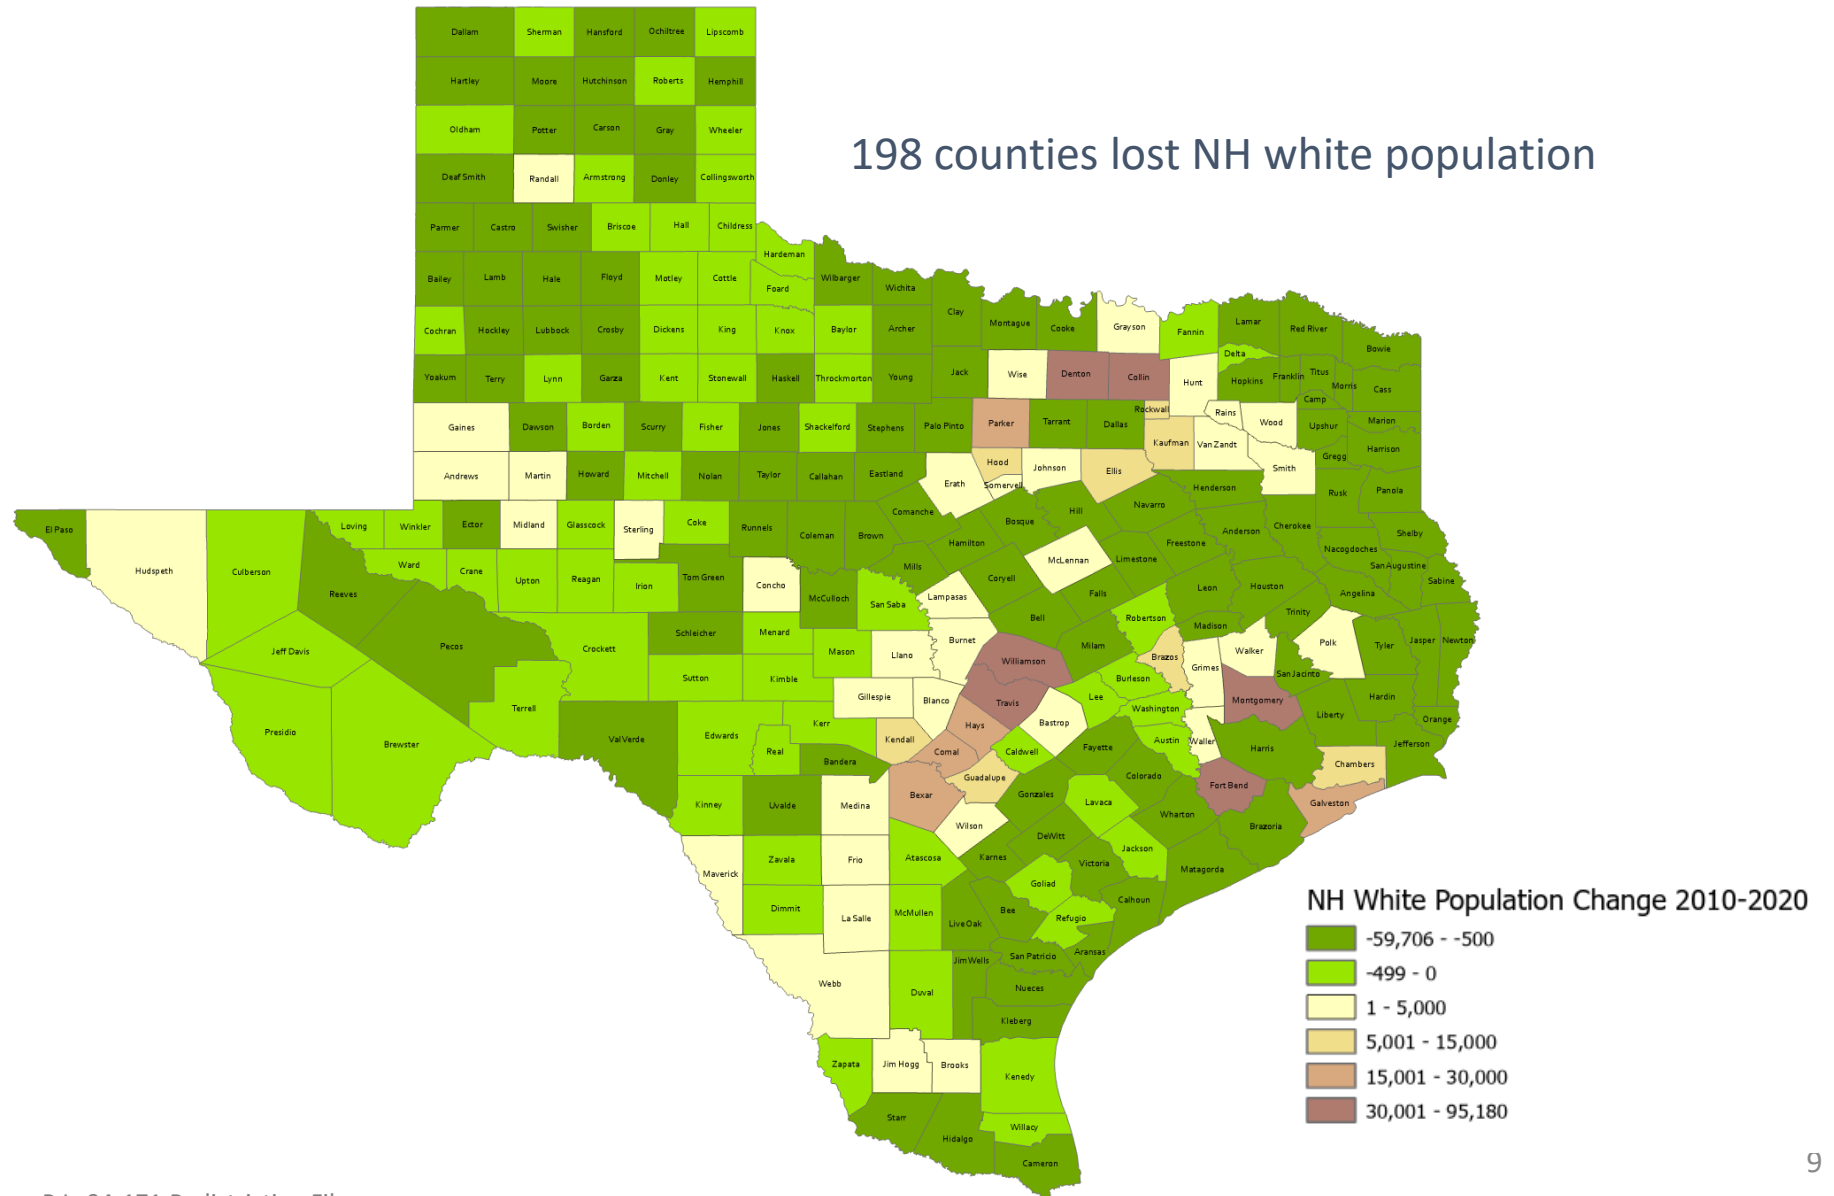 Dallam Sherman Hansford Ochiltree Lipscomb
Hartley Moore Hutchinson Roberts Hemphill
Oldham Potter Carson Gray Wheeler
198 counties lost NH white population
Deaf Smith Randall Armstrong Donley Collingsworth
Parmer Castro Swisher Briscoe Hall Childress
Hardeman
Bailey Lamb Hale Floyd Motley Cottle Foard Wilbarger Wichita
Cochran Hockley Lubbock Crosby Dickens King Knox Baylor Archer Clay Montague Cooke Grayson Fannin Lamar Red River Bowie
Delta
Yoakum Terry Lynn Garza Kent Stonewall Haskell Throckmorton Young Jack Wise Denton Collin Hunt Hopkins Franklin Titus Morris Cass
Camp
Gaines Dawson Borden Scurry Fisher Jones Shackelford Stephens Palo Pinto Parker Tarrant Dallas Rockwall Rains Wood Upshur Marion
Kaufman Van Zandt Gregg Harrison
Andrews Martin Howard Mitchell Nolan Taylor Callahan Eastland Erath Hood Somervell Johnson Ellis Smith
Henderson Rusk Panola
El Paso Hudspeth Culberson Loving Winkler Ector Midland Glasscock Sterling Coke Runnels Coleman Brown Comanche Bosque Hill Navarro Anderson Cherokee Shelby
Hamilton Freestone Nacogdoches San Augustine
Reeves Ward Crane Upton Reagan Irion Tom Green Concho McCulloch Mills Coryell McLennan Limestone Sabine
San Saba Lampasas Bell Falls Leon Houston Angelina
Robertson Madison Trinity
Jeff Davis Pecos Crockett Schleicher Menard Mason Llano Burnet Williamson Milam Brazos Grimes Walker Polk Tyler Jasper Newton
Sutton Kimble San Jacinto
Presidio Brewster Terrell Val Verde Edwards Kerr Gillespie Blanco Travis Lee Burleson Montgomery Hardin
Hays Bastrop Washington Liberty Orange
Real Kendall Comal Caldwell Fayette Austin Waller Harris Jefferson
Bandera Guadalupe Colorado Chambers
Kinney Uvalde Medina Bexar Gonzales Lavaca Fort Bend Galveston
Wilson Wharton Brazoria
DeWitt
Maverick Zavala Frio Atascosa Karnes Victoria Jackson Matagorda
Goliad
Dimmit La Salle McMullen Live Oak Bee Refugio Calhoun
NH White Population Change 2010-2020
-59,706 - -500
-499 - 0
1 - 5,000
5,001 - 15,000
15,001 - 30,000
30,001 - 95,180
Webb Duval Jim Wells San Patricio Aransas
Nueces
Kleberg
Zapata Jim Hogg Brooks Kenedy
Starr Hidalgo Willacy
Cameron
9